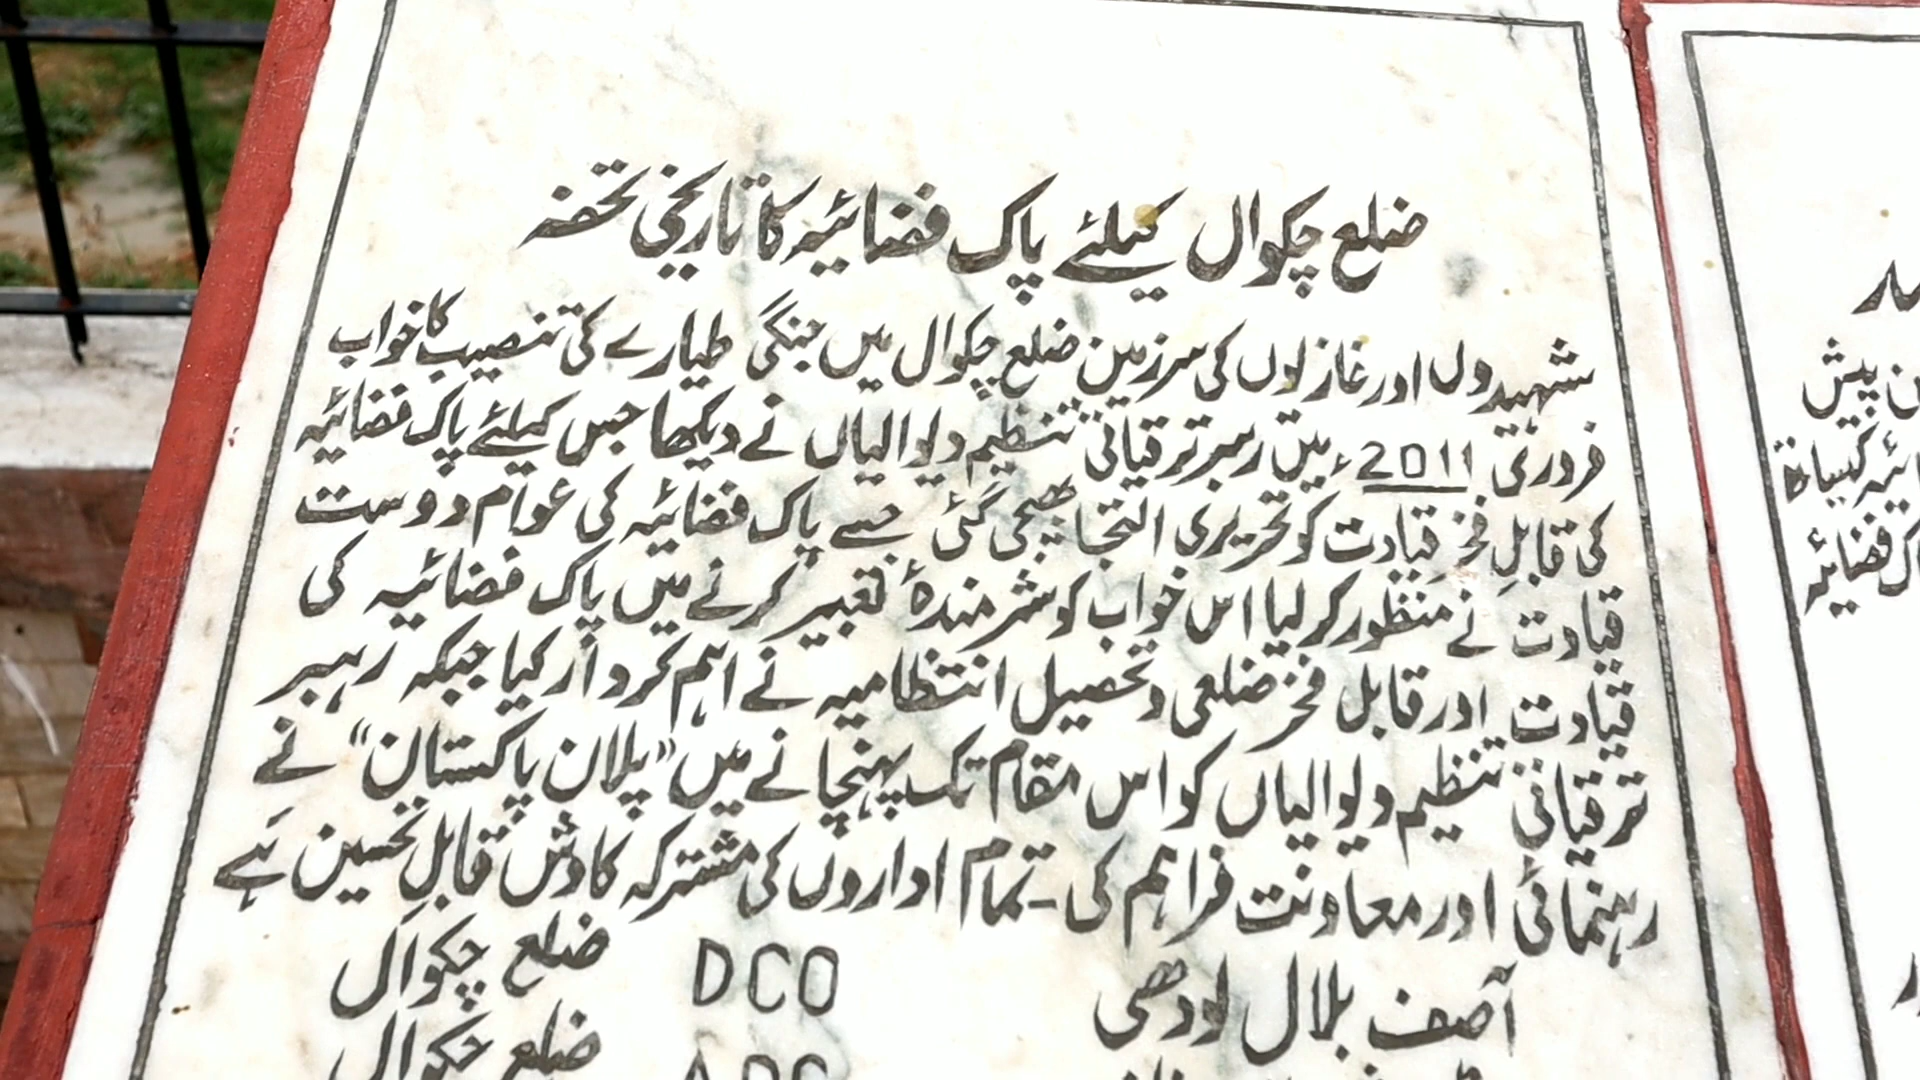 ضلع چکوال کیلئے پاک فضائیہ کا تاریخی تحفہ
شہیدوں اور غازیوں کی سرزمین ضلع چکوال میں جنگی طیارے کی تنصیب کا خواب
فروری 2011ء میں رہبر ترقیاتی تنظیم دیوالیاں نے دیکھا جس کیلئے پاک فضائیہ
کی قابلِ فخر قیادت کو تحریری التجا بھیجی گئی جسے پاک فضائیہ کی عوام دوست
قیادت نے منظور کر لیا اس خواب کو شرمندۂ تعبیر کرنے میں پاک فضائیہ کی
قیادت اور قابل فخر ضلعی و تحصیل انتظامیہ نے اہم کردار کیا جبکہ رہبر
ترقیاتی تنظیم دیوالیاں کو اس مقام تک پہنچانے میں "پلان پاکستان" نے
رہنمائی اور معاونت فراہم کی - تمام اداروں کی مشترکہ کاوش قابلِ تحسین ہے
آصف بلال لودھی DCO ضلع چکوال
ضلع چکوال
پیش
فضائیہ